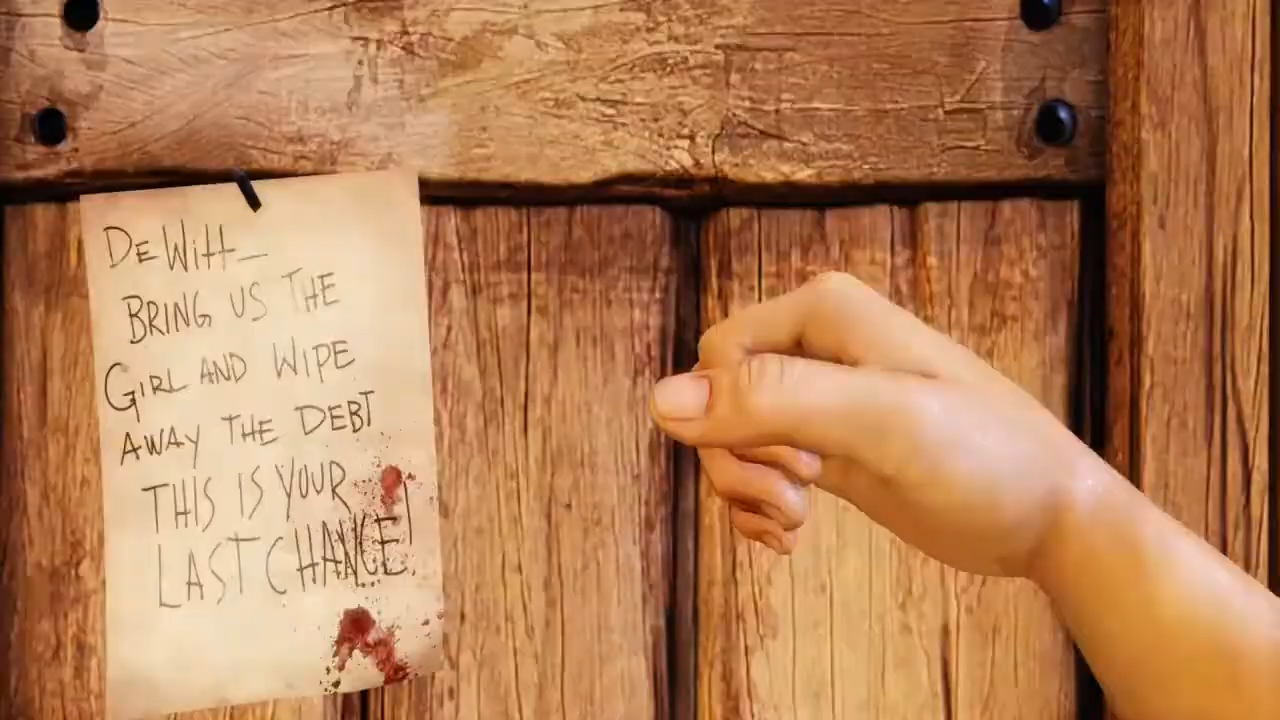 DEWitt—
BRING US THE
GIRL AND WIPE
AWAY THE DEBT
THIS IS YOUR
LAST CHANCE!